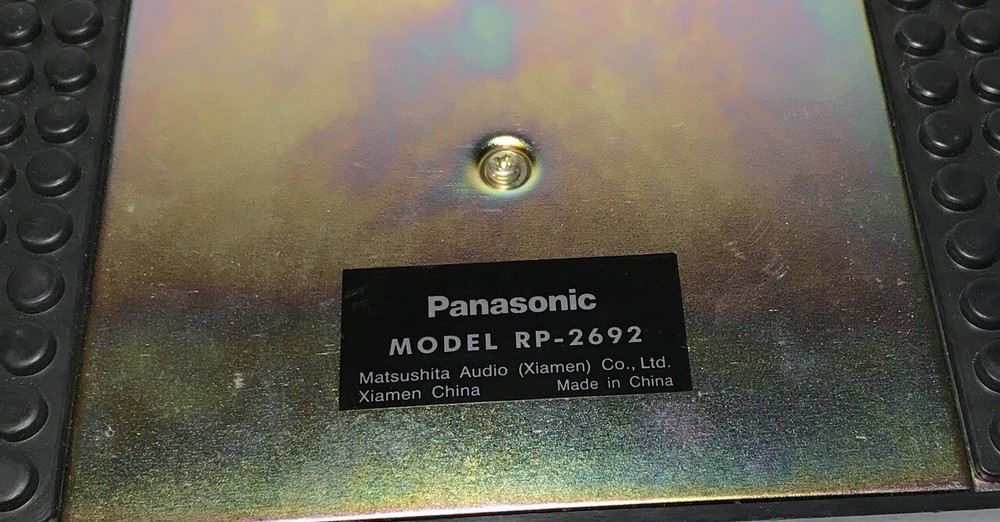 Panasonic
MODEL RP-2692
Matsushita Audio (Xiamen) Co., Ltd.
Xiamen China Made in China